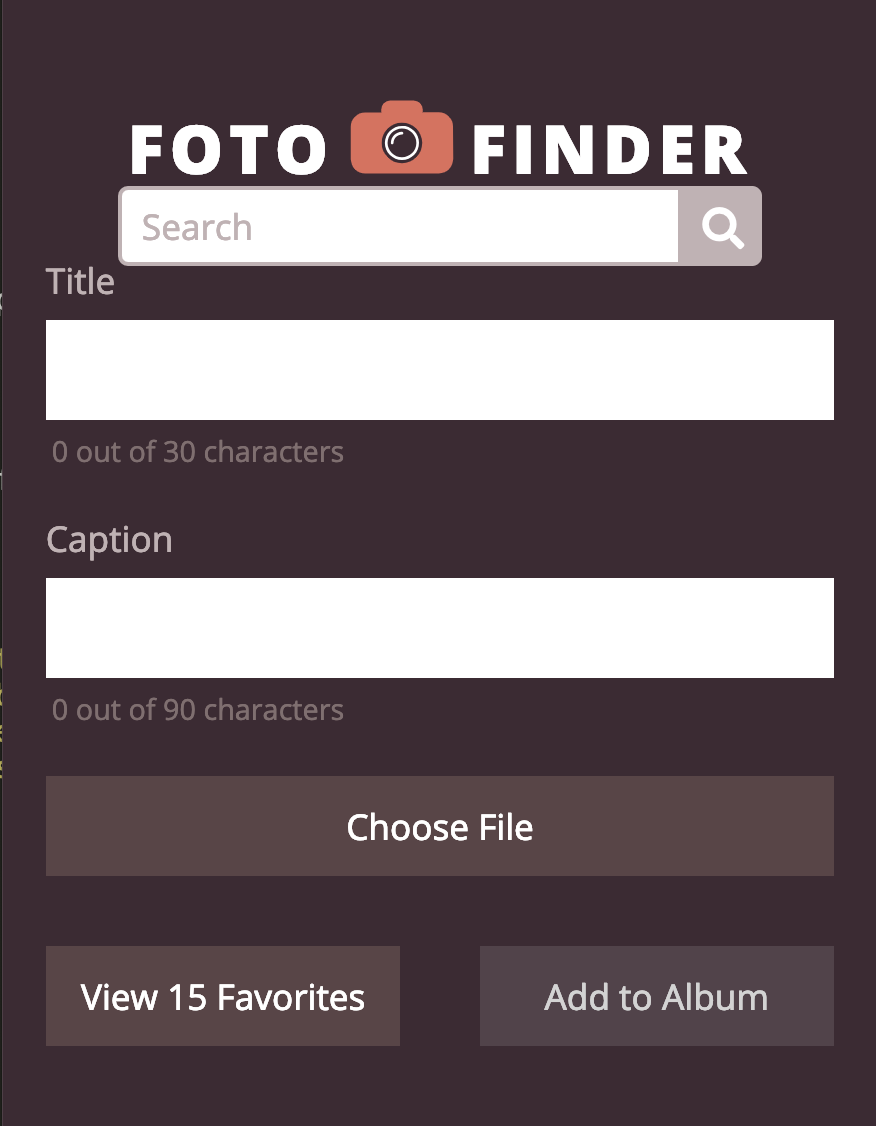 FOTO FINDER
Search
Title
0 out of 30 characters
Caption
0 out of 90 characters
Choose File
View 15 Favorites
Add to Album